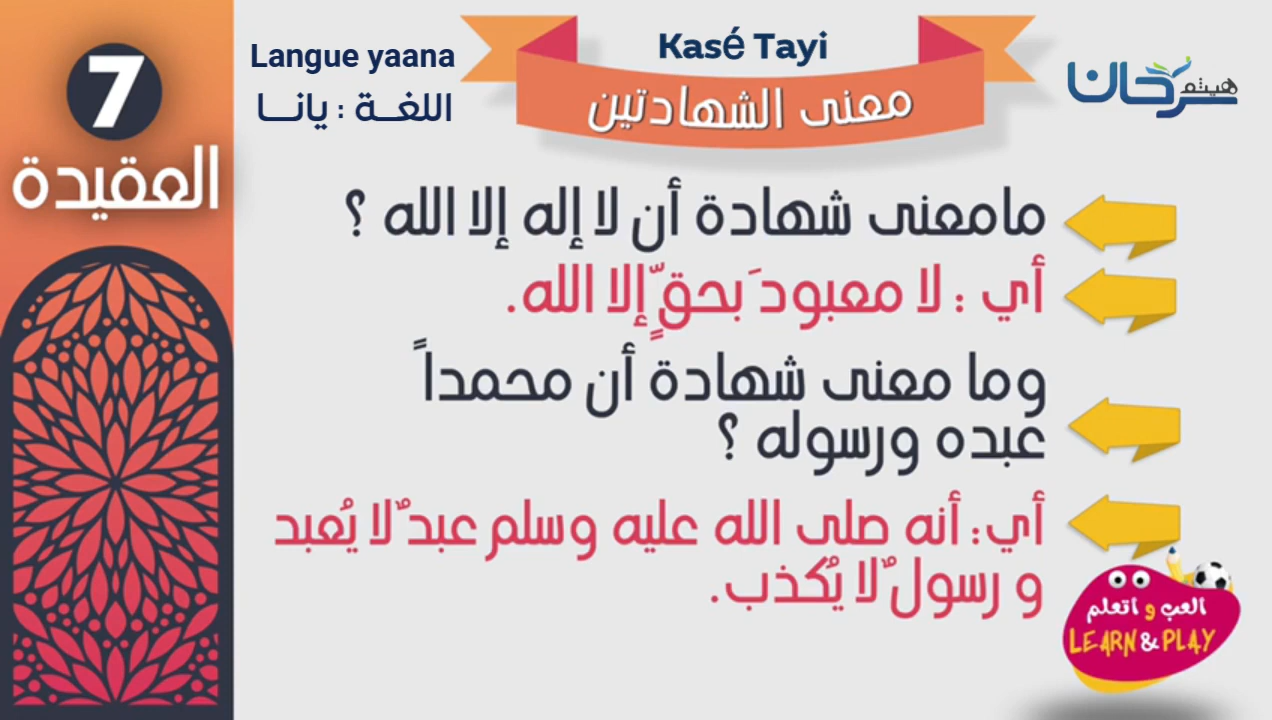 7
العقيدة
Langue yaana
اللغــة : يانــا
Kasé Tayi
معنى الشهادتين
هيثم سرحان
مامعنى شهادة أن لا إله إلا الله ؟
أي : لا معبودَ بحقٍّ إلا الله.
وما معنى شهادة أن محمداً
عبده ورسوله ؟
أي: أنه صلى الله عليه وسلم عبدٌ لا يُعبد
و رسولٌ لا يُكذب.
العب و اتعلم
LEARN & PLAY